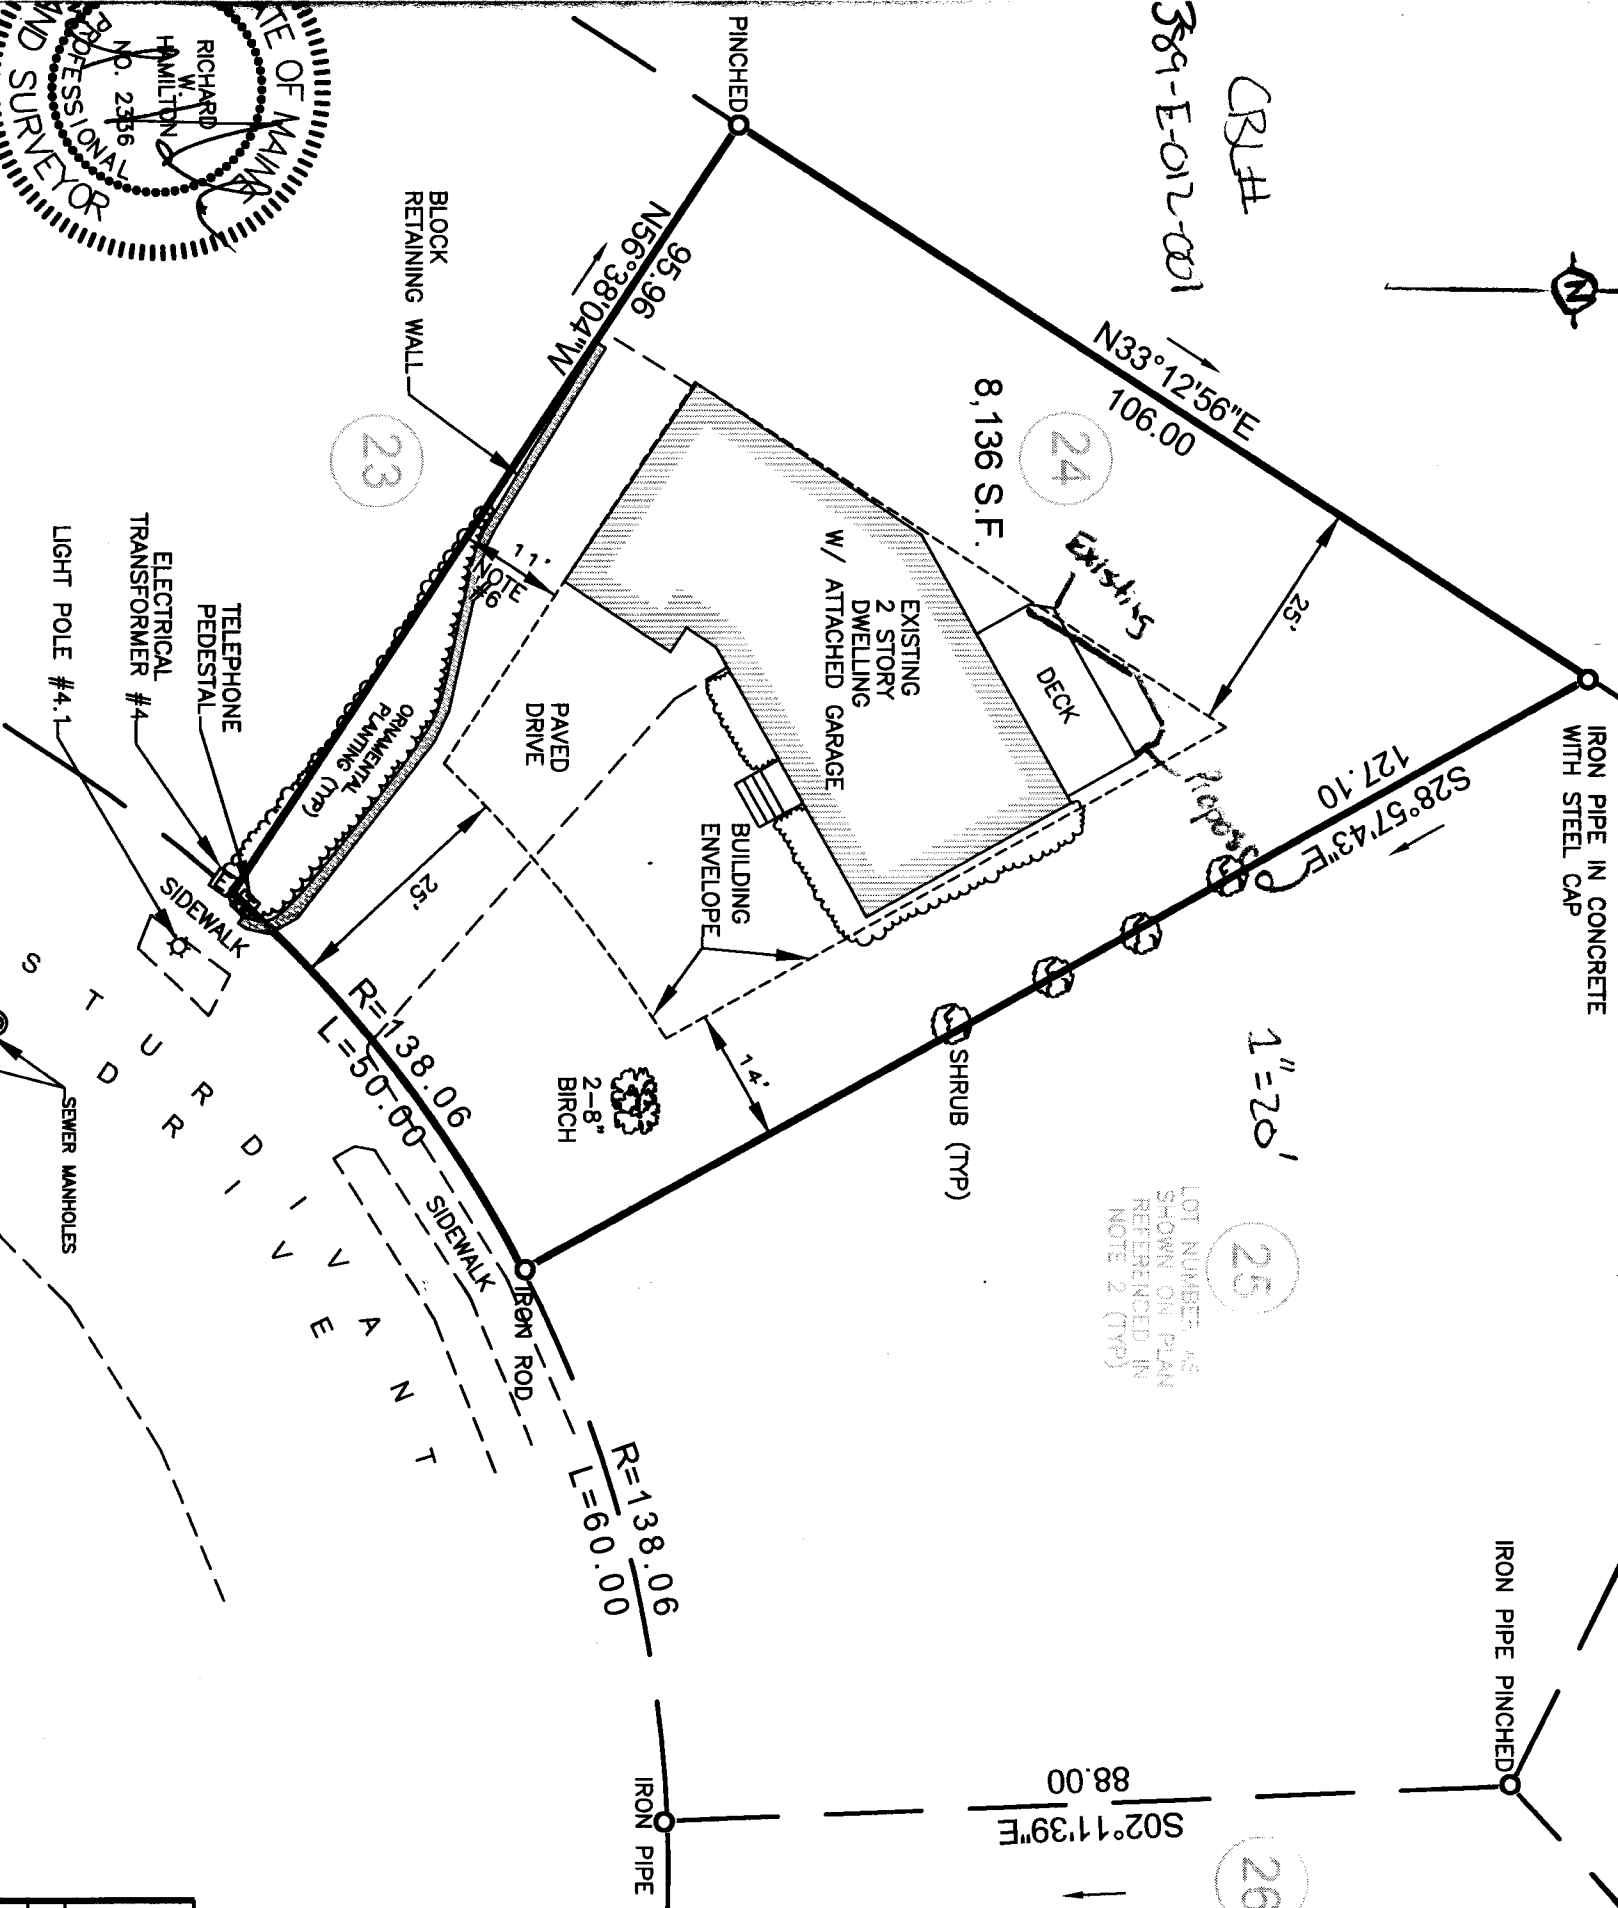 CBL#
389-E-012-001
N
PINCHED
STATE OF MAINE
RICHARD
W.
HAMILTON
NO. 2336
PROFESSIONAL
LAND SURVEYOR
N33°12'56"E
106.00
IRON PIPE IN CONCRETE
WITH STEEL CAP
24
8,136 S.F.
25'
Existing
DECK
Proposed
S28°57'43"E
127.10
95.96
N56°38'04"W
BLOCK
RETAINING WALL
23
11'
NOTE
#6
EXISTING
2 STORY
DWELLING
W/ ATTACHED GARAGE
PAVED
DRIVE
BUILDING
ENVELOPE
ORNAMENTAL
PLANTING (TYP)
TELEPHONE
PEDESTAL
ELECTRICAL
TRANSFORMER #4
LIGHT POLE #4.1
E
SIDEWALK
25'
14'
SHRUB (TYP)
1"=20'
2-8"
BIRCH
R=138.06
L=50.00
SIDEWALK
IRON ROD
STURDIVANT
DRIVE
SEWER MANHOLES
25
LOT NUMBER AS
SHOWN ON PLAN
REFERENCED IN
NOTE 2 (TYP)
R=138.06
L=60.00
IRON PIPE
IRON PIPE PINCHED
88.00
S02°11'39"E
26